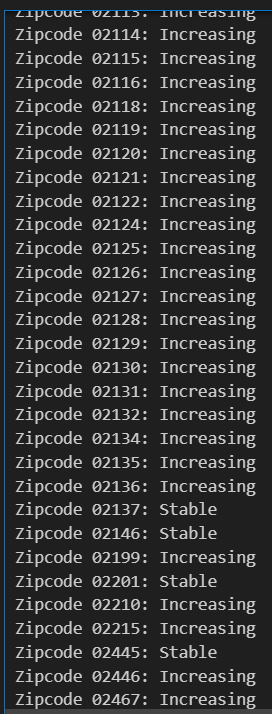 Zipcode 02113: Increasing
Zipcode 02114: Increasing
Zipcode 02115: Increasing
Zipcode 02116: Increasing
Zipcode 02118: Increasing
Zipcode 02119: Increasing
Zipcode 02120: Increasing
Zipcode 02121: Increasing
Zipcode 02122: Increasing
Zipcode 02124: Increasing
Zipcode 02125: Increasing
Zipcode 02126: Increasing
Zipcode 02127: Increasing
Zipcode 02128: Increasing
Zipcode 02129: Increasing
Zipcode 02130: Increasing
Zipcode 02131: Increasing
Zipcode 02132: Increasing
Zipcode 02134: Increasing
Zipcode 02135: Increasing
Zipcode 02136: Increasing
Zipcode 02137: Stable
Zipcode 02146: Stable
Zipcode 02199: Increasing
Zipcode 02201: Stable
Zipcode 02210: Increasing
Zipcode 02215: Increasing
Zipcode 02445: Stable
Zipcode 02446: Increasing
Zipcode 02467: Increasing